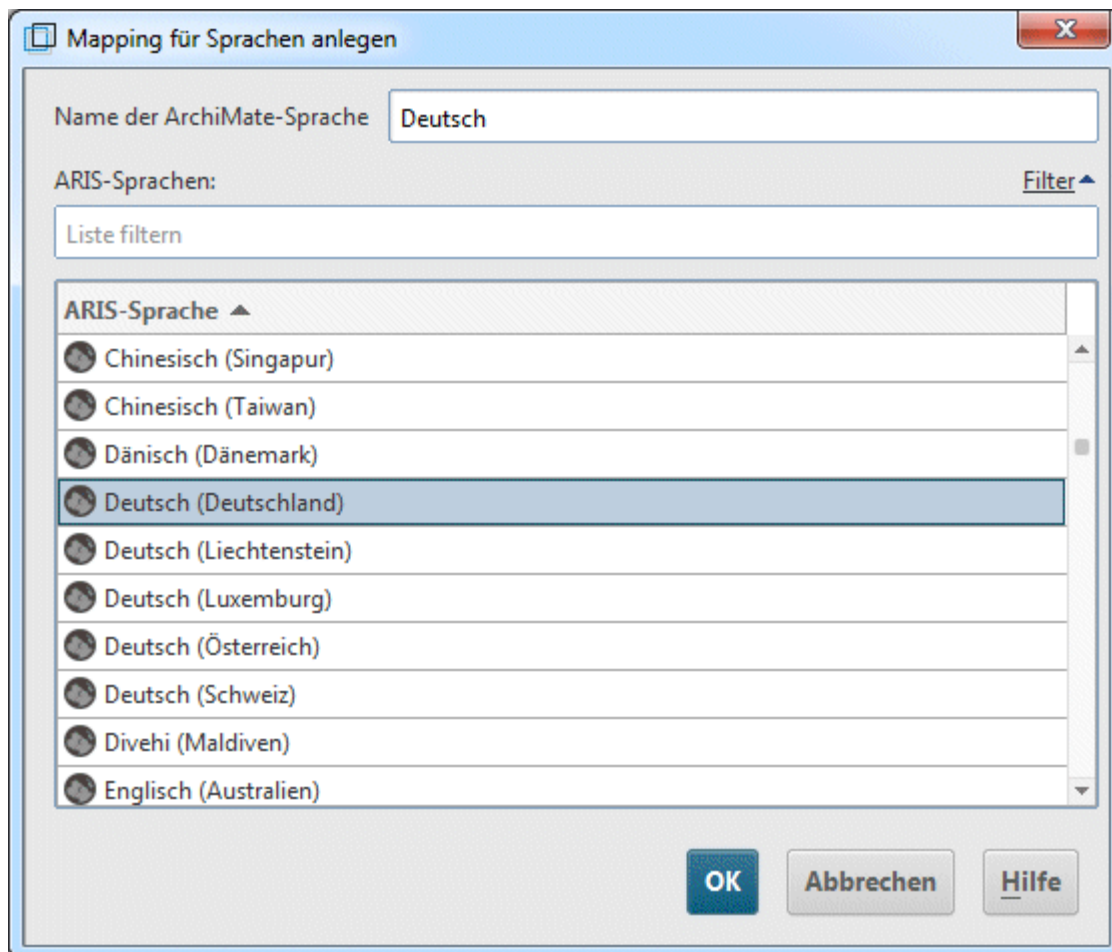 Mapping für Sprachen anlegen
Name der ArchiMate-Sprache Deutsch
ARIS-Sprachen: Filter
Liste filtern
ARIS-Sprache
Chinesisch (Singapur)
Chinesisch (Taiwan)
Dänisch (Dänemark)
Deutsch (Deutschland)
Deutsch (Liechtenstein)
Deutsch (Luxemburg)
Deutsch (Österreich)
Deutsch (Schweiz)
Divehi (Maldiven)
Englisch (Australien)
OK Abbrechen Hilfe